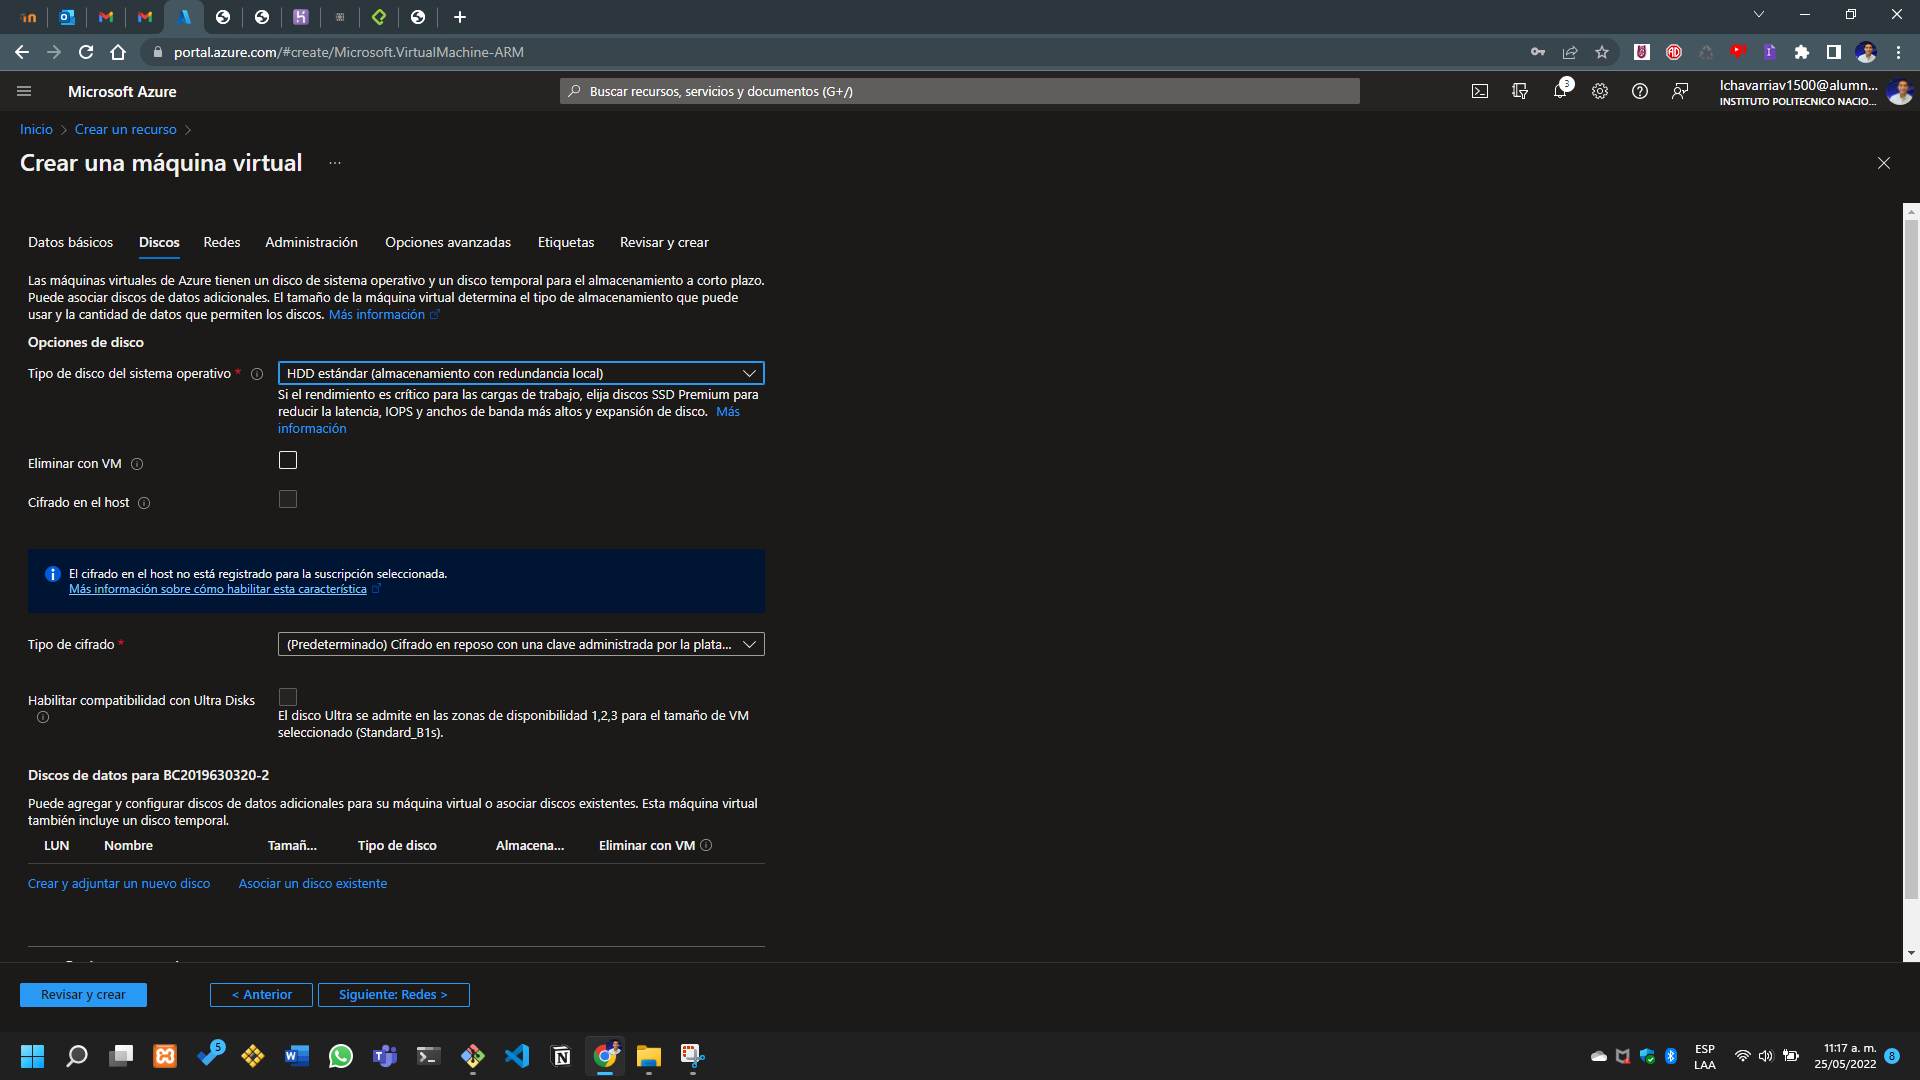 portal.azure.com/#create/Microsoft.VirtualMachine-ARM
Microsoft Azure
Buscar recursos, servicios y documentos (G+/)
3
lchavarriav1500@alumn...
INSTITUTO POLITECNICO NACIO...
Inicio
Crear un recurso
Crear una máquina virtual
...
Datos básicos
Discos
Redes
Administración
Opciones avanzadas
Etiquetas
Revisar y crear
Las máquinas virtuales de Azure tienen un disco de sistema operativo y un disco temporal para el almacenamiento a corto plazo.
Puede asociar discos de datos adicionales. El tamaño de la máquina virtual determina el tipo de almacenamiento que puede
usar y la cantidad de datos que permiten los discos. Más información
Opciones de disco
Tipo de disco del sistema operativo *
HDD estándar (almacenamiento con redundancia local)
Si el rendimiento es crítico para las cargas de trabajo, elija discos SSD Premium para
reducir la latencia, IOPS y anchos de banda más altos y expansión de disco. Más
información
Eliminar con VM
Cifrado en el host
El cifrado en el host no está registrado para la suscripción seleccionada.
Más información sobre cómo habilitar esta característica
Tipo de cifrado *
(Predeterminado) Cifrado en reposo con una clave administrada por la plata...
Habilitar compatibilidad con Ultra Disks
El disco Ultra se admite en las zonas de disponibilidad 1,2,3 para el tamaño de VM
seleccionado (Standard_B1s).
Discos de datos para BC2019630320-2
Puede agregar y configurar discos de datos adicionales para su máquina virtual o asociar discos existentes. Esta máquina virtual
también incluye un disco temporal.
LUN
Nombre
Tamañ...
Tipo de disco
Almacena...
Eliminar con VM
Crear y adjuntar un nuevo disco
Asociar un disco existente
Revisar y crear
< Anterior
Siguiente: Redes >
5
ESP
LAA
11:17 a. m.
25/05/2022
8